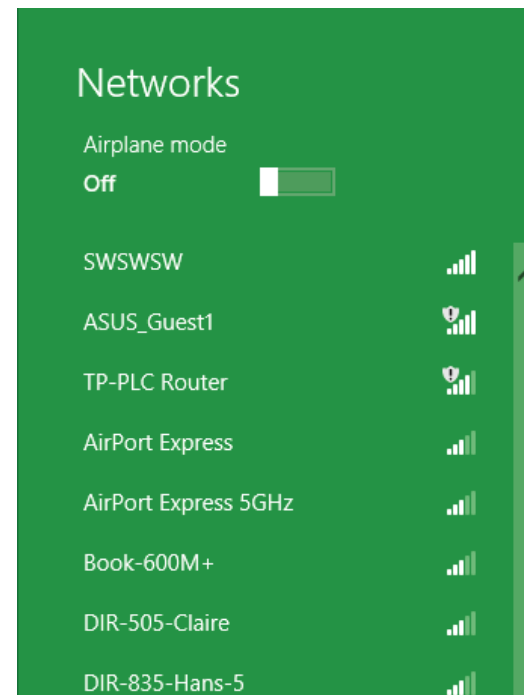 Networks
Airplane mode
Off
SWSWSW
ASUS_Guest1
TP-PLC Router
AirPort Express
AirPort Express 5GHz
Book-600M+
DIR-505-Claire
DIR-835-Hans-5